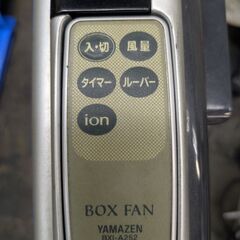 入・切 風量
タイマー ルーバー
ion
BOX FAN
YAMAZEN
BXI-A252